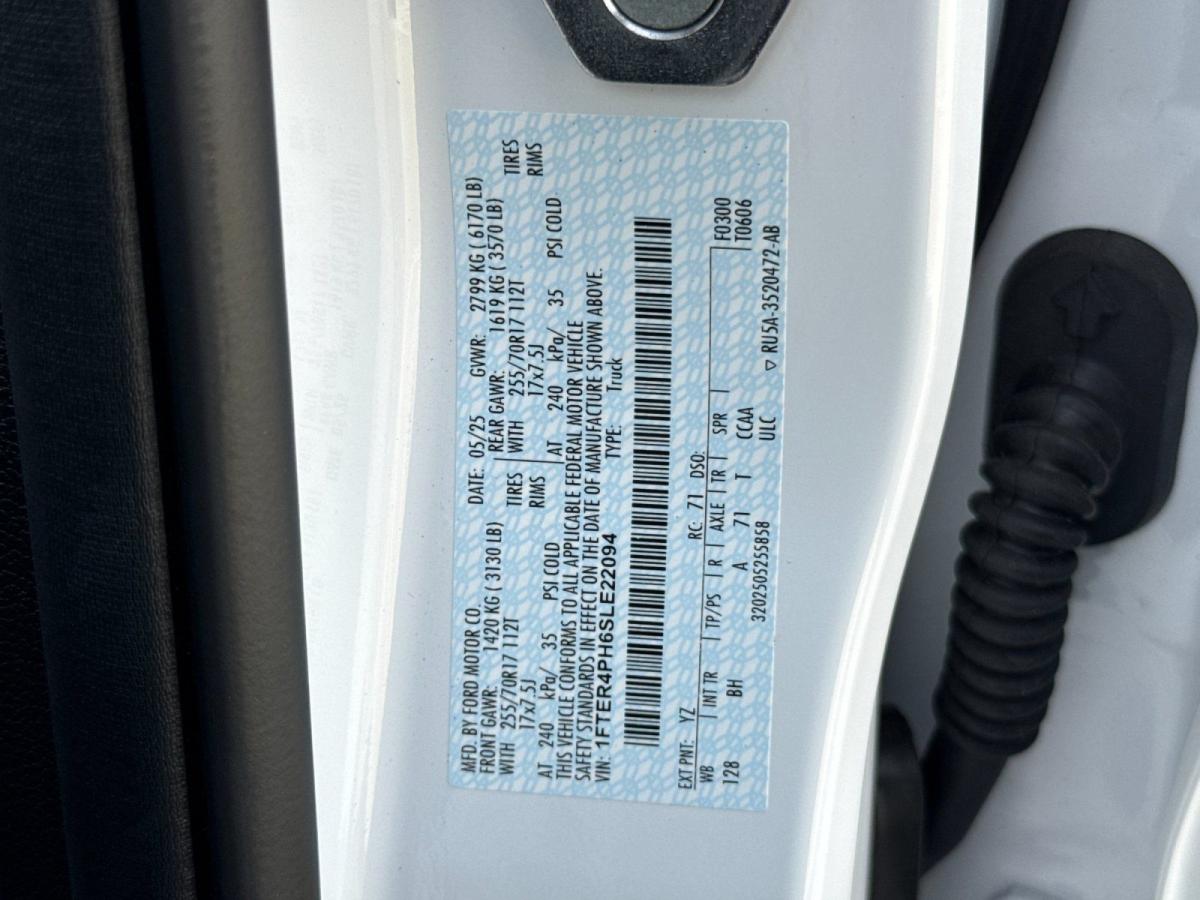 MFD. BY FORD MOTOR CO.
DATE: 05/25 GVWR: 2799 KG ( 6170 LB)
FRONT GAWR: 1420 KG ( 3130 LB)
REAR GAWR: 1619 KG ( 3570 LB)
WITH 255/70R17 112T TIRES
WITH 255/70R17 112T TIRES
17x7.5J RIMS
17x7.5J RIMS
AT 240 kPa/ 35 PSI COLD
AT 240 kPa/ 35 PSI COLD
THIS VEHICLE CONFORMS TO ALL APPLICABLE FEDERAL MOTOR VEHICLE
SAFETY STANDARDS IN EFFECT ON THE DATE OF MANUFACTURE SHOWN ABOVE.
VIN: 1FTER4PH6SLE22094 TYPE: Truck
EXT PNT: YZ RC: 71 DSO: F0300
WB INT TR TP/PS R AXLE TR SPR T0606
128 BH A 71 T CCAA
3202505255858 ULC ▽ RU5A-3520472-AB